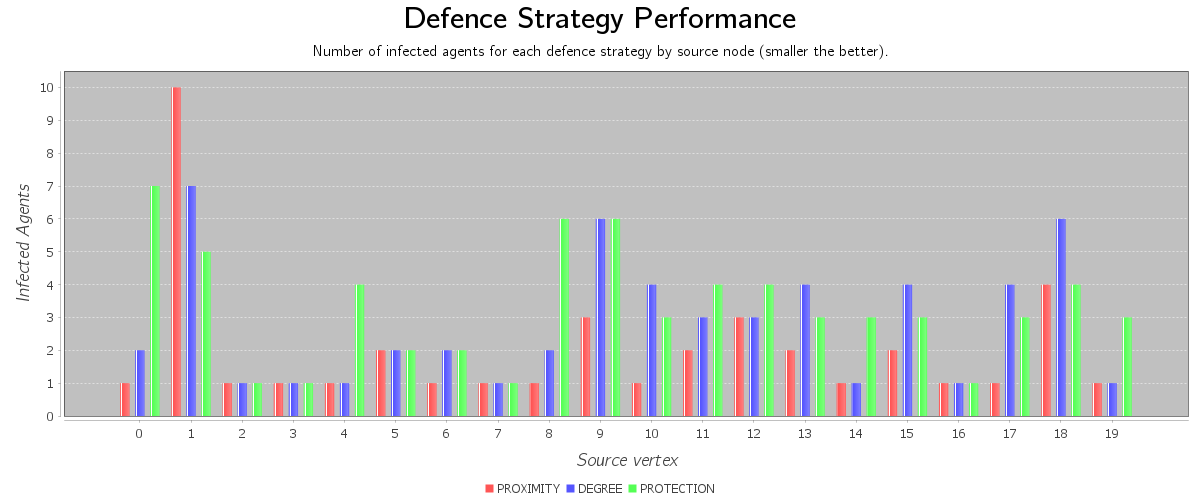 Defence Strategy Performance
Number of infected agents for each defence strategy by source node (smaller the better).
10
9
8
7
6
5
4
3
2
1
0
Infected Agents
0 1 2 3 4 5 6 7 8 9 10 11 12 13 14 15 16 17 18 19
Source vertex
PROXIMITY DEGREE PROTECTION